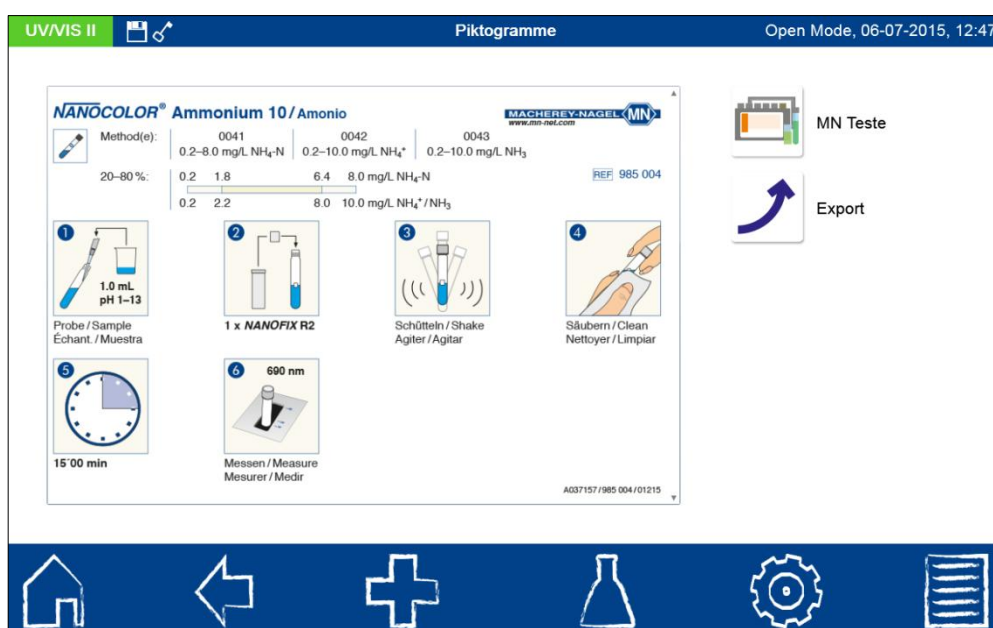 UV/VIS II
Piktogramme
Open Mode, 06-07-2015, 12:47
NANOCOLOR® Ammonium 10/Amonio
MACHEREY-NAGEL MN
www.mn-net.com
Method(e): 0041 0042 0043
0.2–8.0 mg/L NH₄-N 0.2–10.0 mg/L NH₄⁺ 0.2–10.0 mg/L NH₃
20–80 %: 0.2 1.8 6.4 8.0 mg/L NH₄-N
REF 985 004
0.2 2.2 8.0 10.0 mg/L NH₄⁺/NH₃
1
1.0 mL
pH 1–13
Probe/Sample
Échant./Muestra
2
1 x NANOFIX R2
3
Schütteln/Shake
Agiter/Agitar
4
Säubern/Clean
Nettoyer/Limpiar
5
15´00 min
6
690 nm
Messen/Measure
Mesurer/Medir
A037157/985 004/01215
MN Teste
Export